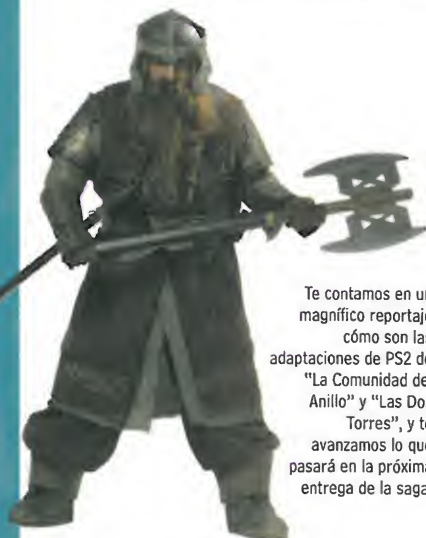 Te contamos en un
magnífico reportaje
cómo son las
adaptaciones de PS2 de
"La Comunidad de
Anillo" y "Las Do
Torres", y te
avanzamos lo que
pasará en la próxima
entrega de la saga